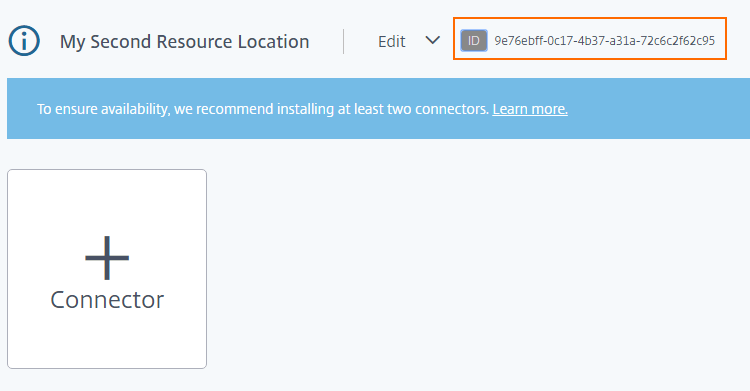 My Second Resource Location Edit ID 9e76ebff-0c17-4b37-a31a-72c6c2f62c95
To ensure availability, we recommend installing at least two connectors. Learn more.
Connector